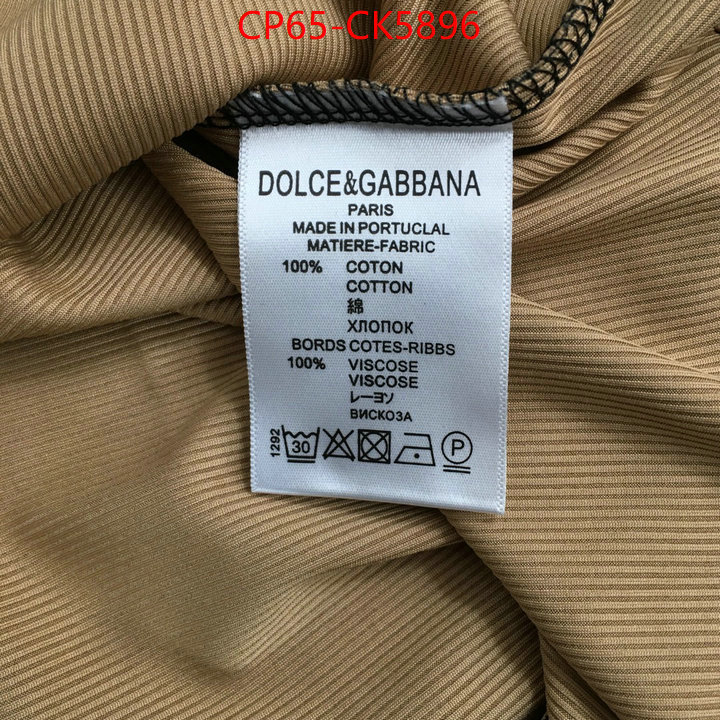 CP65-CK5896
DOLCE&GABBANA
PARIS
MADE IN PORTUCLAL
MATIERE-FABRIC
100% COTON
COTTON
綿
ХЛОПОК
BORDS COTES-RIBBS
100% VISCOSE
VISCOSE
レーヨソ
ВИСКОЗА
1292
30
P